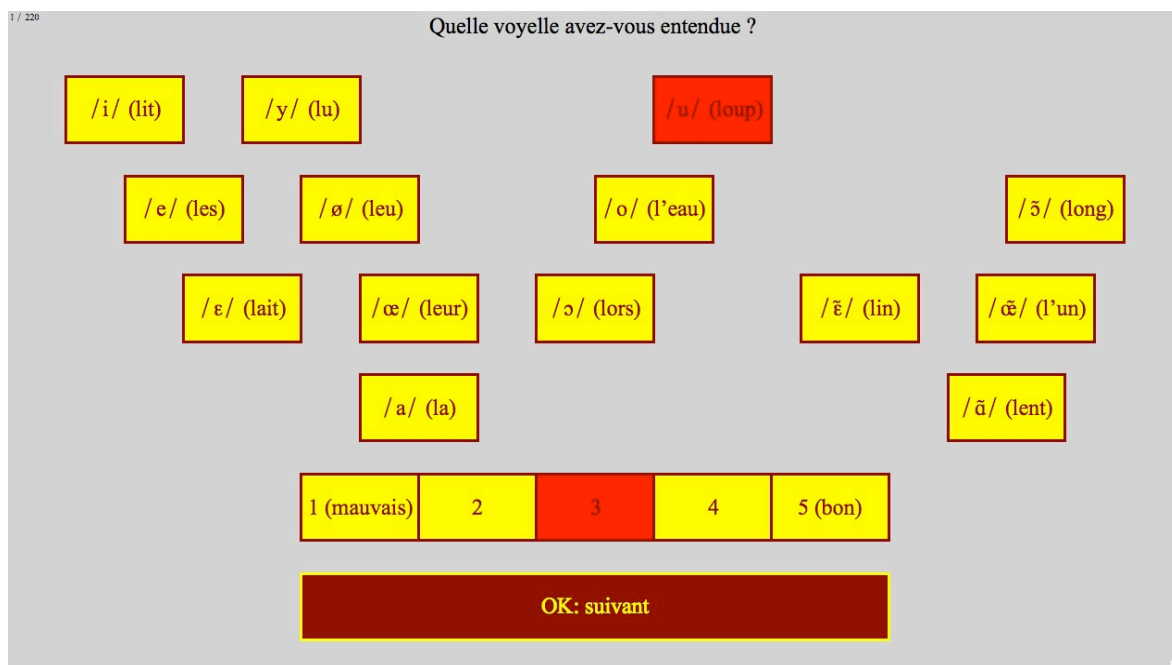 1 / 220
Quelle voyelle avez-vous entendue ?
/i/ (lit) /y/ (lu) /u/ (loup)
/e/ (les) /ø/ (leu) /o/ (l’eau) /ɔ̃/ (long)
/ɛ/ (lait) /œ/ (leur) /ɔ/ (lors) /ɛ̃/ (lin) /œ̃/ (l’un)
/a/ (la) /ɑ̃/ (lent)
1 (mauvais) 2 3 4 5 (bon)
OK: suivant